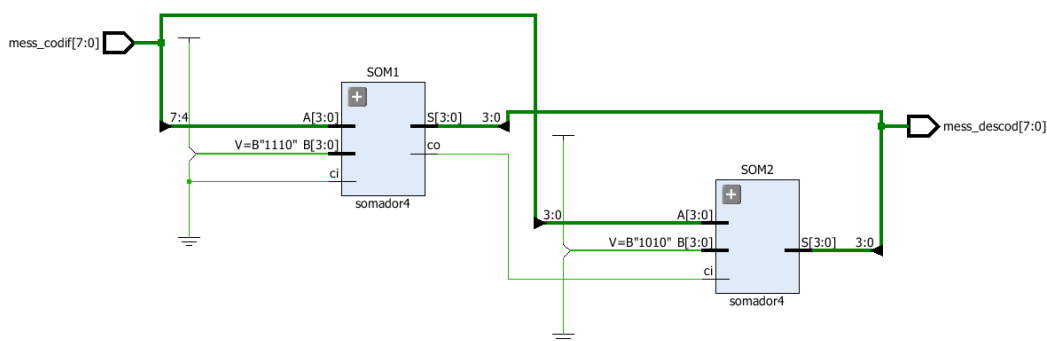 mess_codif[7:0]
SOM1
7:4
A[3:0]
S[3:0]
3:0
V=B"1110"
B[3:0]
co
ci
somador4
mess_descod[7:0]
SOM2
3:0
A[3:0]
V=B"1010"
B[3:0]
S[3:0]
3:0
ci
somador4